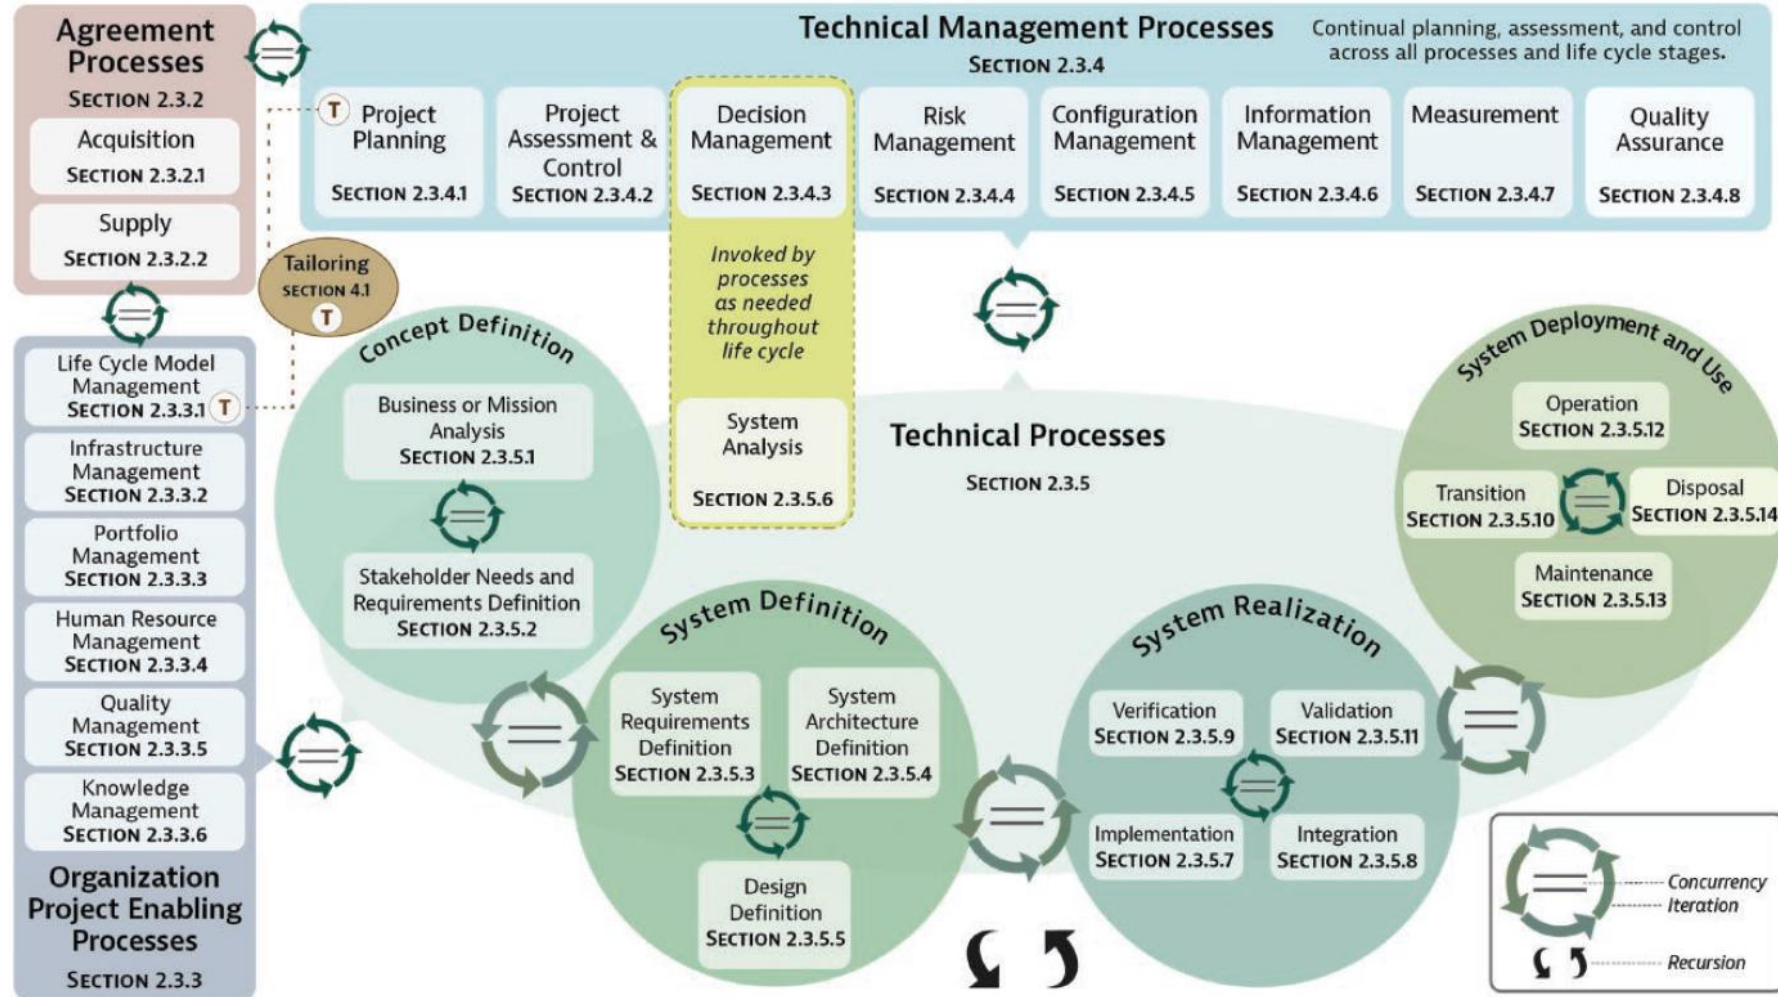 Agreement
Processes
SECTION 2.3.2
Acquisition
SECTION 2.3.2.1
Supply
SECTION 2.3.2.2
Technical Management Processes
SECTION 2.3.4
Continual planning, assessment, and control
across all processes and life cycle stages.
T
Project
Planning
SECTION 2.3.4.1
Project
Assessment &
Control
SECTION 2.3.4.2
Decision
Management
SECTION 2.3.4.3
Risk
Management
SECTION 2.3.4.4
Configuration
Management
SECTION 2.3.4.5
Information
Management
SECTION 2.3.4.6
Measurement
SECTION 2.3.4.7
Quality
Assurance
SECTION 2.3.4.8
Invoked by
processes
as needed
throughout
life cycle
System
Analysis
SECTION 2.3.5.6
Tailoring
SECTION 4.1
T
Life Cycle Model
Management
SECTION 2.3.3.1
T
Infrastructure
Management
SECTION 2.3.3.2
Portfolio
Management
SECTION 2.3.3.3
Human Resource
Management
SECTION 2.3.3.4
Quality
Management
SECTION 2.3.3.5
Knowledge
Management
SECTION 2.3.3.6
Organization
Project Enabling
Processes
SECTION 2.3.3
Technical Processes
SECTION 2.3.5
Concept Definition
Business or Mission
Analysis
SECTION 2.3.5.1
Stakeholder Needs and
Requirements Definition
SECTION 2.3.5.2
System Definition
System
Requirements
Definition
SECTION 2.3.5.3
System
Architecture
Definition
SECTION 2.3.5.4
Design
Definition
SECTION 2.3.5.5
System Realization
Verification
SECTION 2.3.5.9
Validation
SECTION 2.3.5.11
Implementation
SECTION 2.3.5.7
Integration
SECTION 2.3.5.8
System Deployment and Use
Operation
SECTION 2.3.5.12
Transition
SECTION 2.3.5.10
Disposal
SECTION 2.3.5.14
Maintenance
SECTION 2.3.5.13
Concurrency
Iteration
Recursion